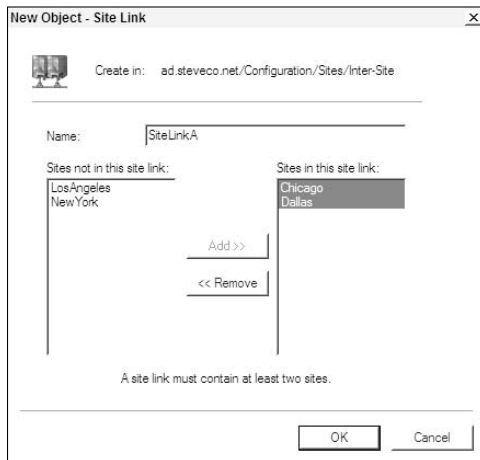 New Object - Site Link
Create in: ad.steveco.net/Configuration/Sites/Inter-Site
Name: SiteLinkA
Sites not in this site link:
LosAngeles
NewYork
Sites in this site link:
Chicago
Dallas
Add >>
<< Remove
A site link must contain at least two sites.
OK
Cancel